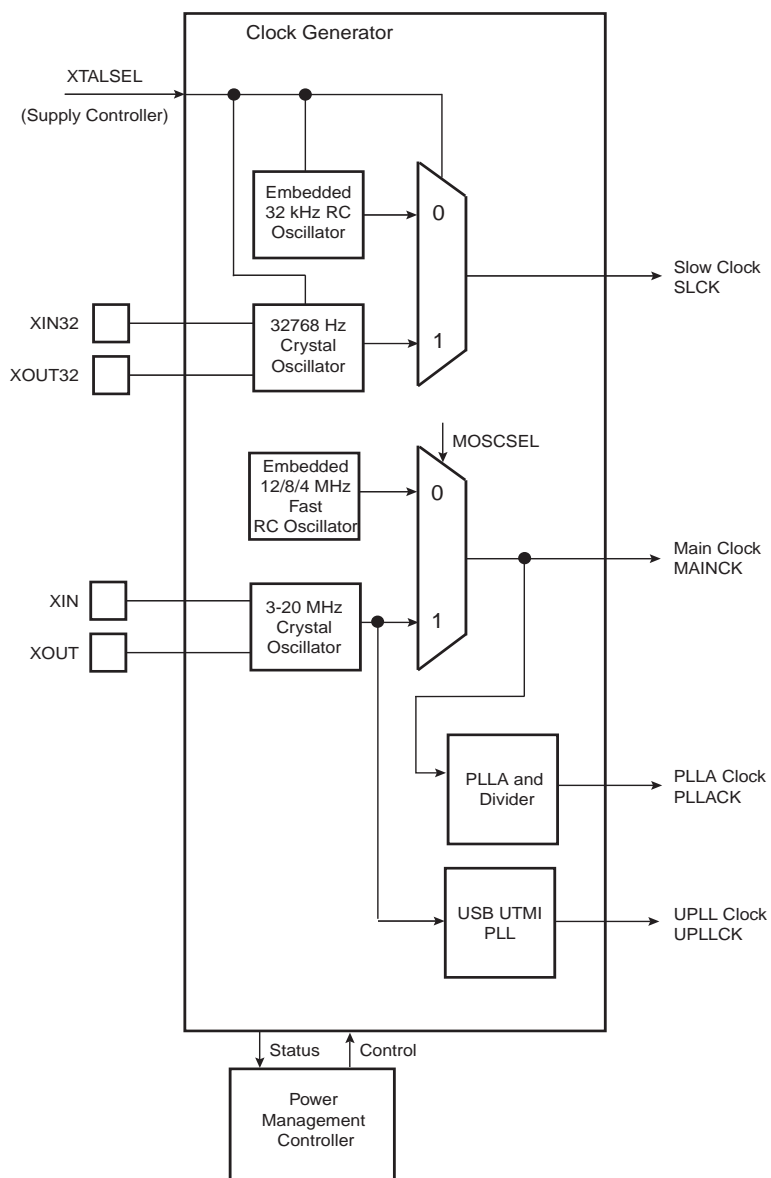 Clock Generator
XTALSEL
(Supply Controller)
Embedded
32 kHz RC
Oscillator
0
Slow Clock
SLCK
XIN32
XOUT32
32768 Hz
Crystal
Oscillator
1
MOSCSEL
Embedded
12/8/4 MHz
Fast
RC Oscillator
0
Main Clock
MAINCK
XIN
XOUT
3-20 MHz
Crystal
Oscillator
1
PLLA and
Divider
PLLA Clock
PLLACK
USB UTMI
PLL
UPLL Clock
UPLLCK
Status
Control
Power
Management
Controller